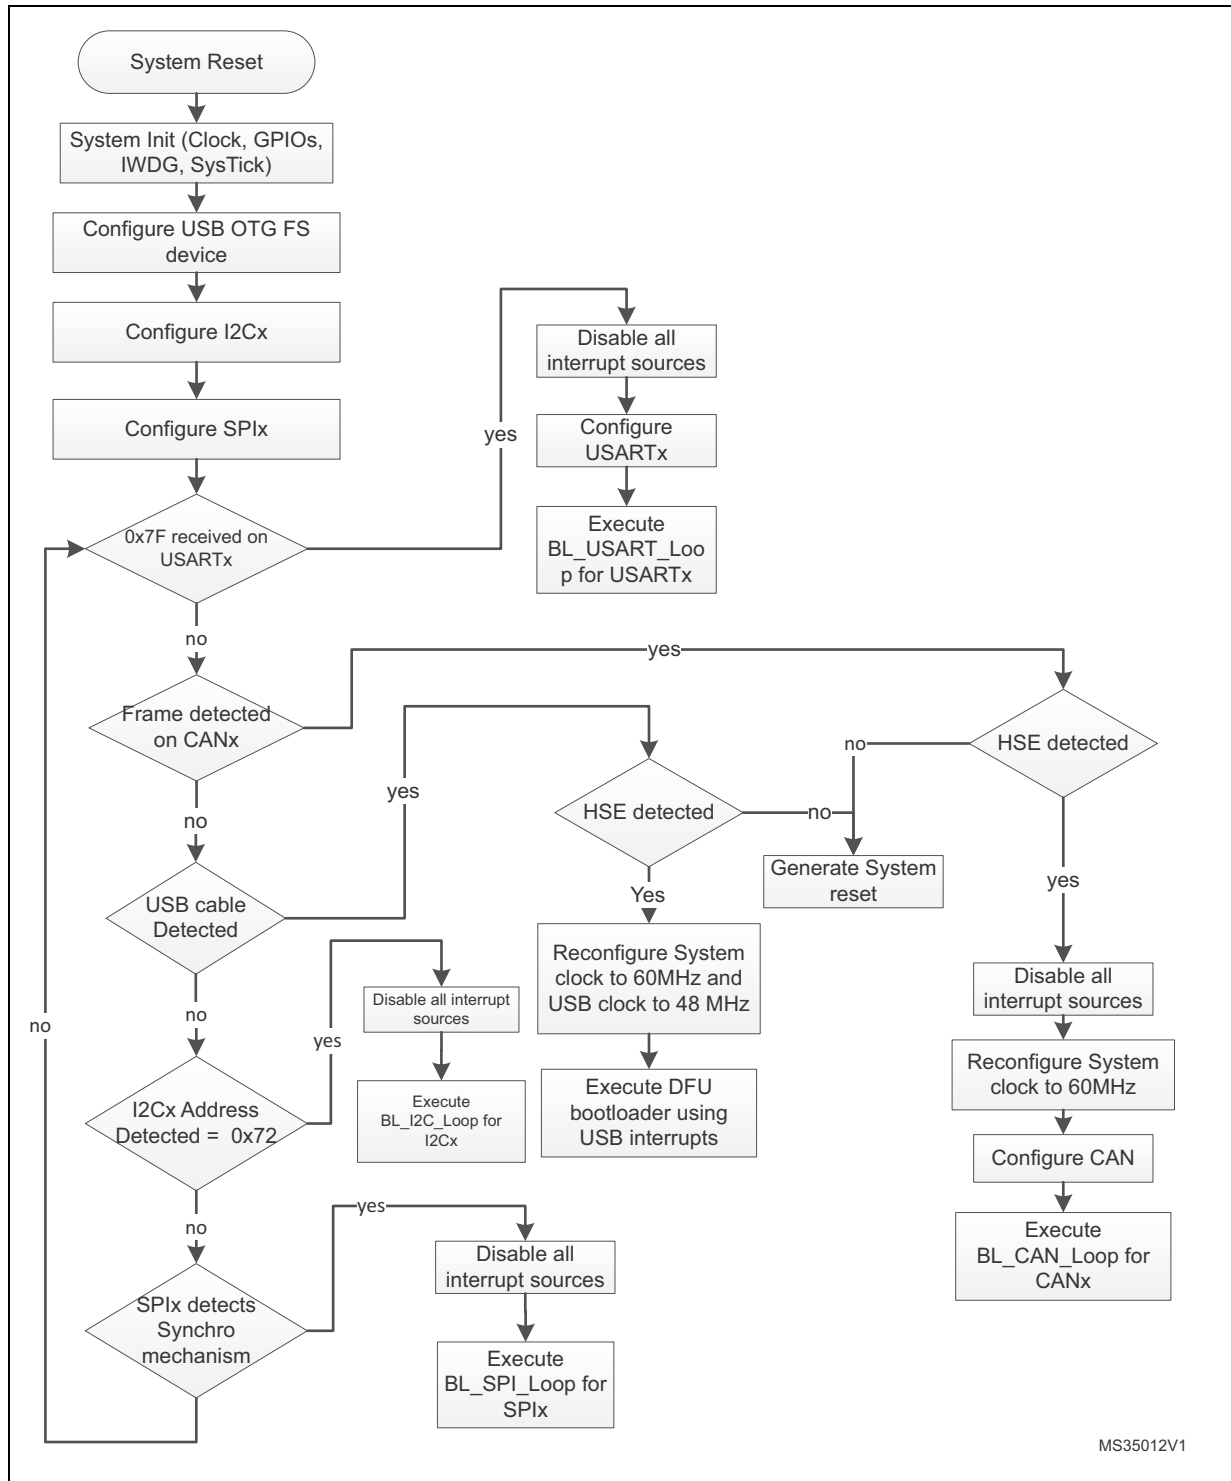 System Reset
System Init (Clock, GPIOs,
IWDG, SysTick)
Configure USB OTG FS
device
Configure I2Cx
Configure SPIx
0x7F received on
USARTx
yes
Disable all
interrupt sources
Configure
USARTx
Execute
BL_USART_Loo
p for USARTx
no
Frame detected
on CANx
yes
HSE detected
no
yes
Disable all
interrupt sources
Reconfigure System
clock to 60MHz
Configure CAN
Execute
BL_CAN_Loop for
CANx
no
USB cable
Detected
yes
HSE detected
no
Generate System
reset
Yes
Reconfigure System
clock to 60MHz and
USB clock to 48 MHz
Execute DFU
bootloader using
USB interrupts
no
I2Cx Address
Detected = 0x72
yes
Disable all interrupt
sources
Execute
BL_I2C_Loop for
I2Cx
no
SPIx detects
Synchro
mechanism
yes
Disable all
interrupt sources
Execute
BL_SPI_Loop for
SPIx
no
MS35012V1